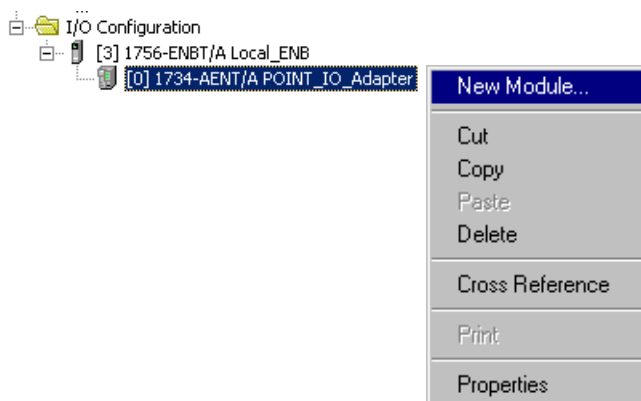 I/O Configuration
[3] 1756-ENBT/A Local_ENB
[0] 1734-AENT/A POINT_IO_Adapter
New Module...
Cut
Copy
Paste
Delete
Cross Reference
Print
Properties